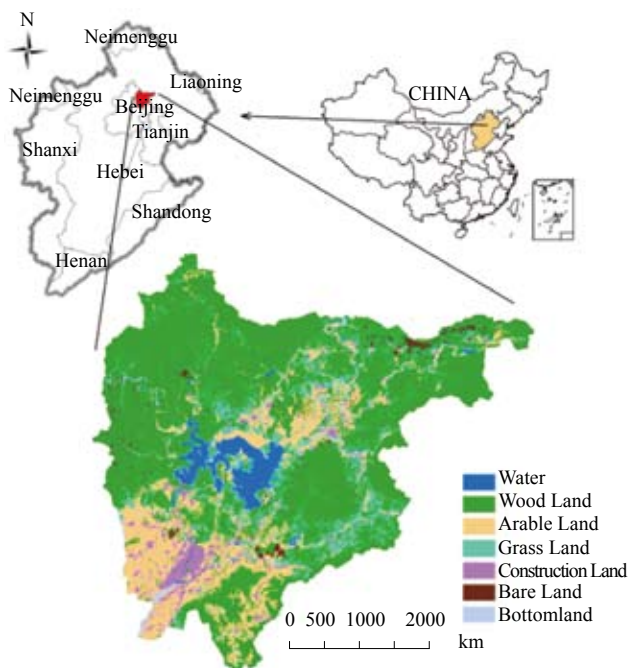 N
Neimenggu
Liaoning
Neimenggu
Beijing
Tianjin
Shanxi
Hebei
Shandong
Henan
CHINA
Water
Wood Land
Arable Land
Grass Land
Construction Land
Bare Land
Bottomland
0 500 1000 2000
km